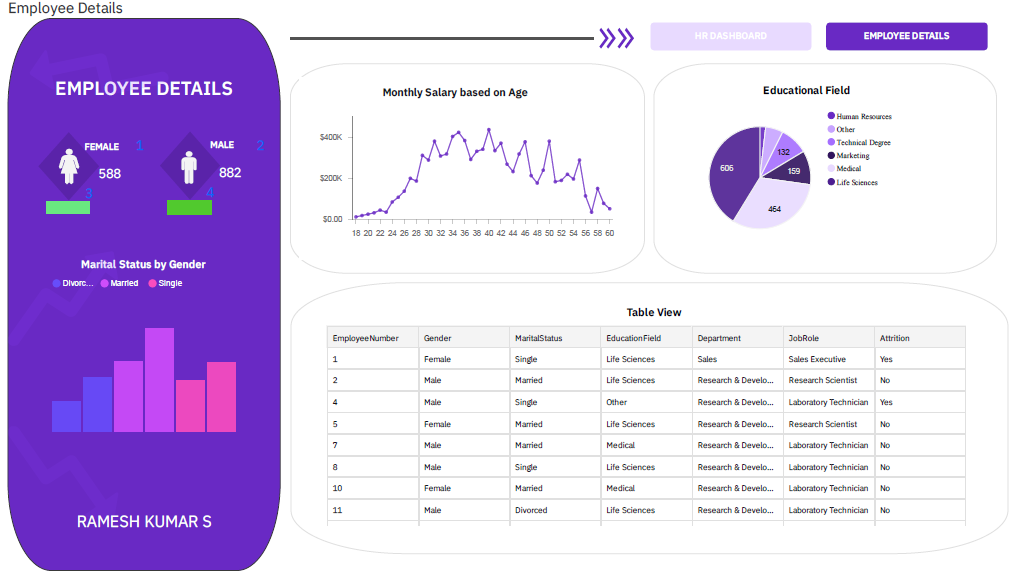 Employee Details
EMPLOYEE DETAILS
FEMALE 1
588
3
MALE 2
882
4
Marital Status by Gender
Divorc... Married Single
RAMESH KUMAR S
HR DASHBOARD
EMPLOYEE DETAILS
Monthly Salary based on Age
$400K
$200K
$0.00
18 20 22 24 26 28 30 31 33 34 36 38 40 42 44 46 48 50 52 54 56 58 60
Educational Field
132
159
464
606
Human Resources
Other
Technical Degree
Marketing
Medical
Life Sciences
Table View
EmployeeNumber Gender MaritalStatus EducationField Department JobRole Attrition
1 Female Single Life Sciences Sales Sales Executive Yes
2 Male Married Life Sciences Research & Develo... Research Scientist No
4 Male Single Other Research & Develo... Laboratory Technician Yes
5 Female Married Life Sciences Research & Develo... Research Scientist No
7 Male Married Medical Research & Develo... Laboratory Technician No
8 Male Single Life Sciences Research & Develo... Laboratory Technician No
10 Female Married Medical Research & Develo... Laboratory Technician No
11 Male Divorced Life Sciences Research & Develo... Laboratory Technician No